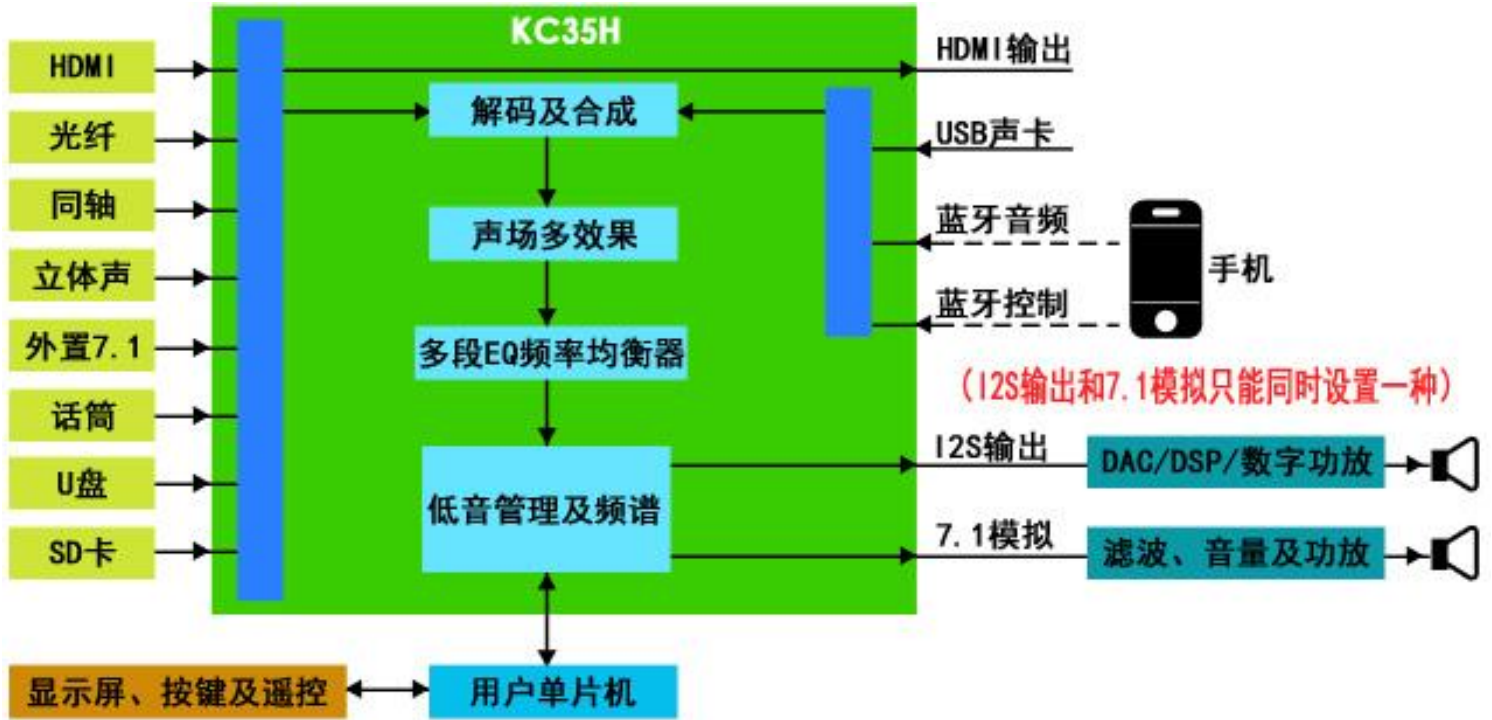 KC35H
HDMI
光纤
同轴
立体声
外置7.1
话筒
U盘
SD卡
解码及合成
声场多效果
多段EQ频率均衡器
低音管理及频谱
HDMI输出
USB声卡
蓝牙音频
蓝牙控制
手机
（I2S输出和7.1模拟只能同时设置一种）
I2S输出
DAC/DSP/数字功放
7.1模拟
滤波、音量及功放
显示屏、按键及遥控
用户单片机